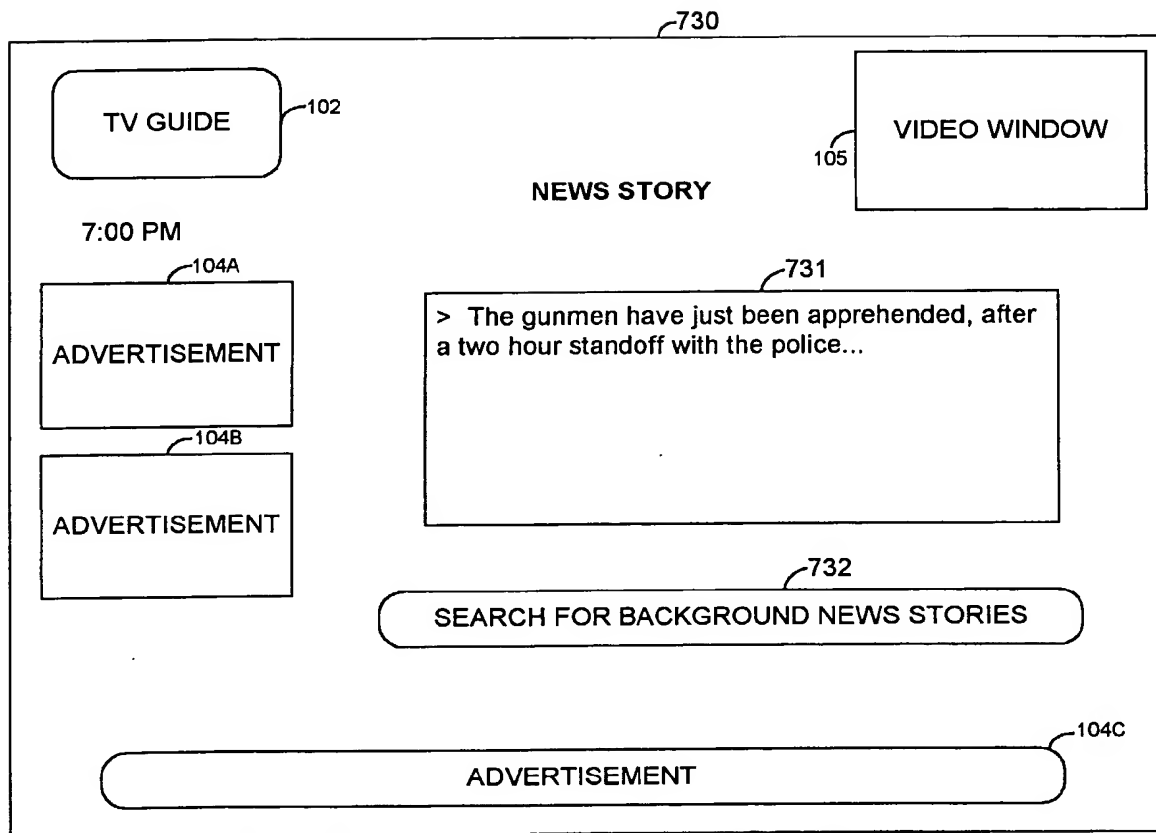 730
TV GUIDE
102
VIDEO WINDOW
105
NEWS STORY
7:00 PM
104A
ADVERTISEMENT
731
> The gunmen have just been apprehended, after
a two hour standoff with the police...
104B
ADVERTISEMENT
732
SEARCH FOR BACKGROUND NEWS STORIES
104C
ADVERTISEMENT